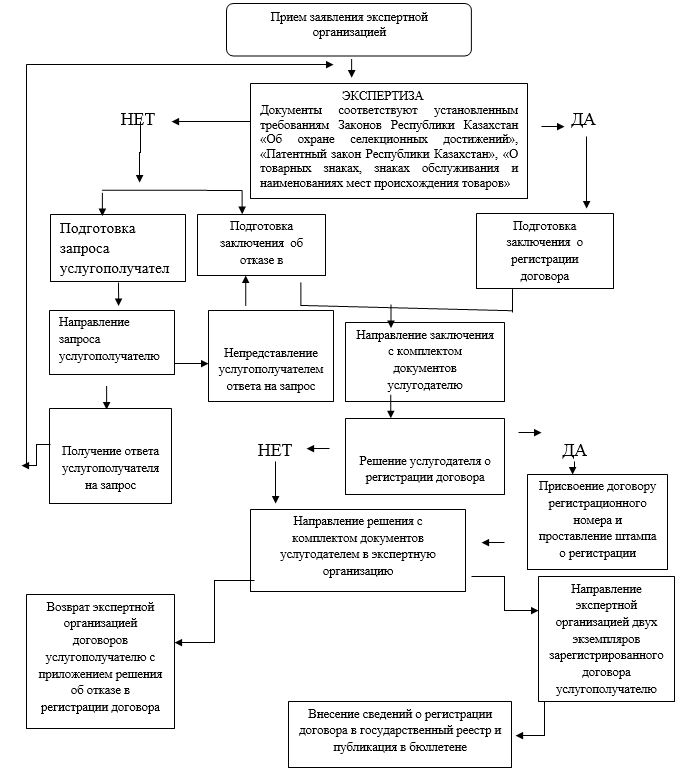 Прием заявления экспертной
организацией
ЭКСПЕРТИЗА
Документы соответствуют установленным
требованиям Законов Республики Казахстан
«Об охране селекционных достижений»,
«Патентный закон Республики Казахстан», «О
товарных знаках, знаках обслуживания и
наименованиях мест происхождения товаров»
НЕТ
ДА
Подготовка
запроса
услугополучател
Подготовка
заключения об
отказе в
Подготовка
заключения о
регистрации
договора
Направление
запроса
услугополучателю
Непредставление
услугополучателем
ответа на запрос
Направление заключения
с комплектом
документов
услугодателю
Получение ответа
услугополучателя
на запрос
НЕТ
Решение услугодателя о
регистрации договора
ДА
Присвоение договору
регистрационного
номера и
проставление штампа
о регистрации
Направление решения с
комплектом документов
услугодателем в экспертную
организацию
Возврат экспертной
организацией
договоров
услугополучателю с
приложением решения
об отказе в
регистрации договора
Направление
экспертной
организацией двух
экземпляров
зарегистрированного
договора
услугополучателю
Внесение сведений о регистрации
договора в государственный реестр и
публикация в бюллетене